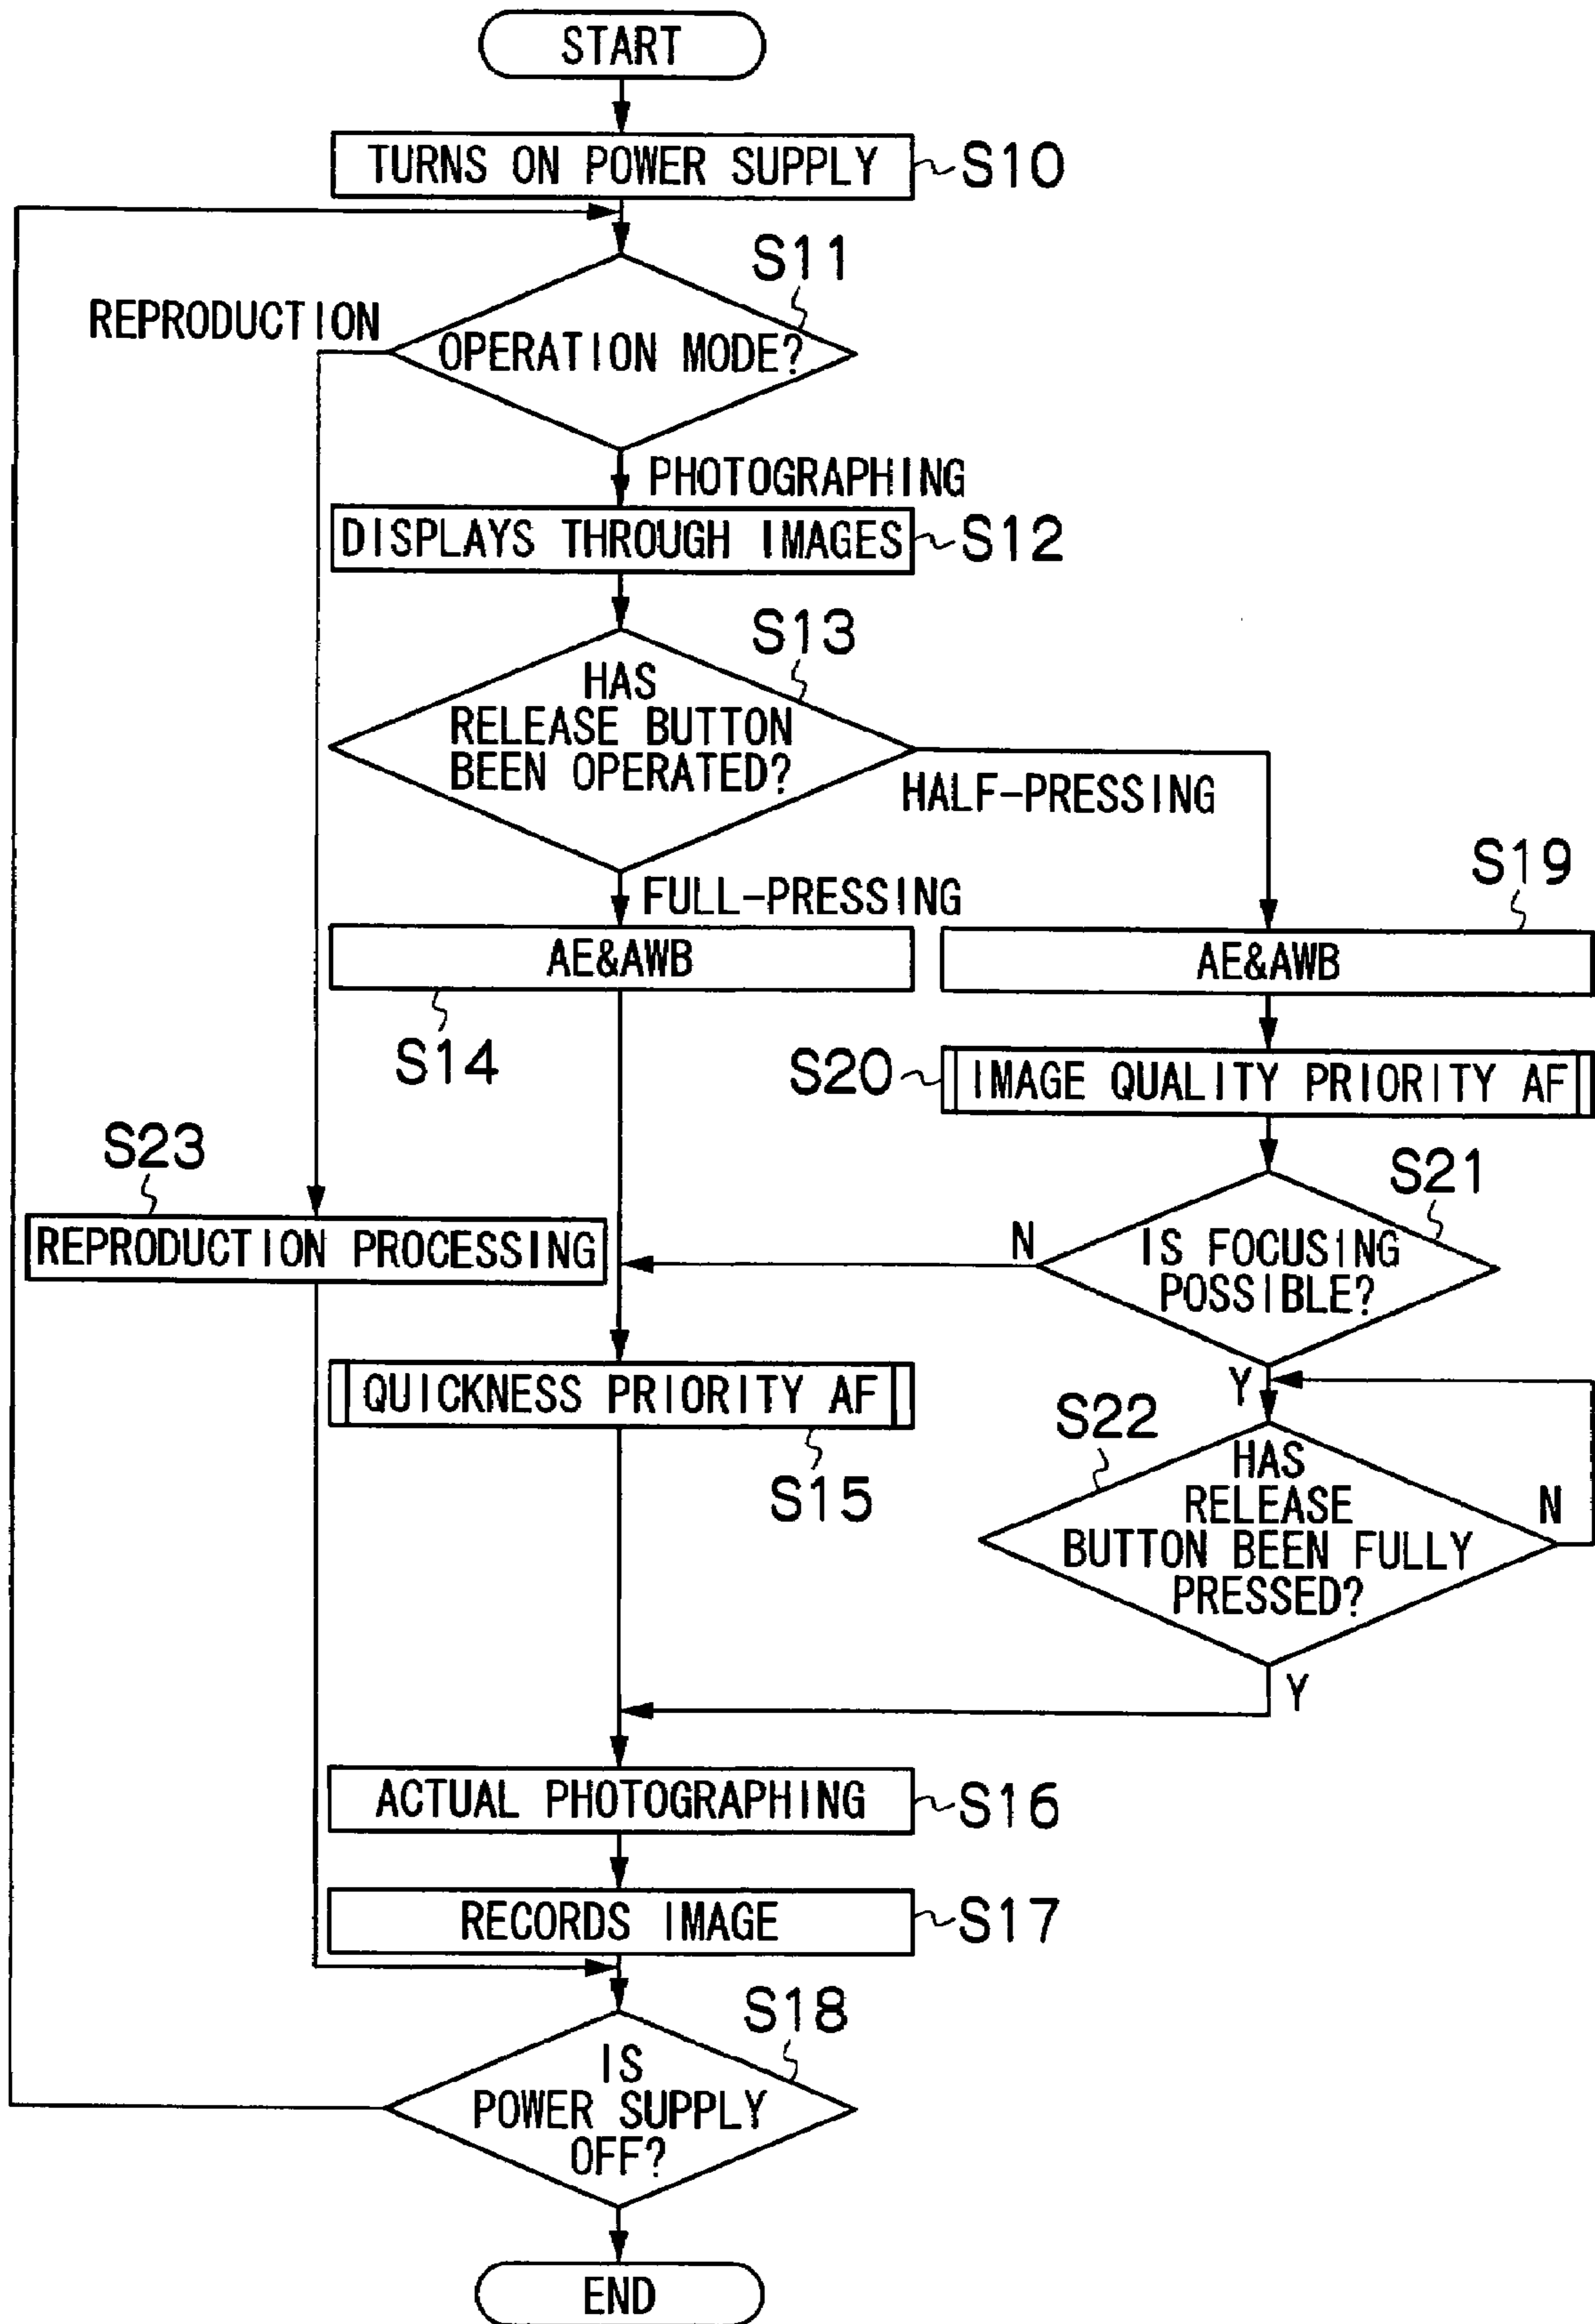 START
TURNS ON POWER SUPPLY
S10
S11
REPRODUCTION
OPERATION MODE?
PHOTOGRAPHING
DISPLAYS THROUGH IMAGES
S12
S13
HAS
RELEASE BUTTON
BEEN OPERATED?
HALF-PRESSING
FULL-PRESSING
S19
AE&AWB
AE&AWB
S14
S20
IMAGE QUALITY PRIORITY AF
S23
S21
REPRODUCTION PROCESSING
N
IS FOCUSING
POSSIBLE?
Y
QUICKNESS PRIORITY AF
S15
S22
HAS
RELEASE
BUTTON BEEN FULLY
PRESSED?
N
Y
ACTUAL PHOTOGRAPHING
S16
RECORDS IMAGE
S17
S18
IS
POWER SUPPLY
OFF?
END